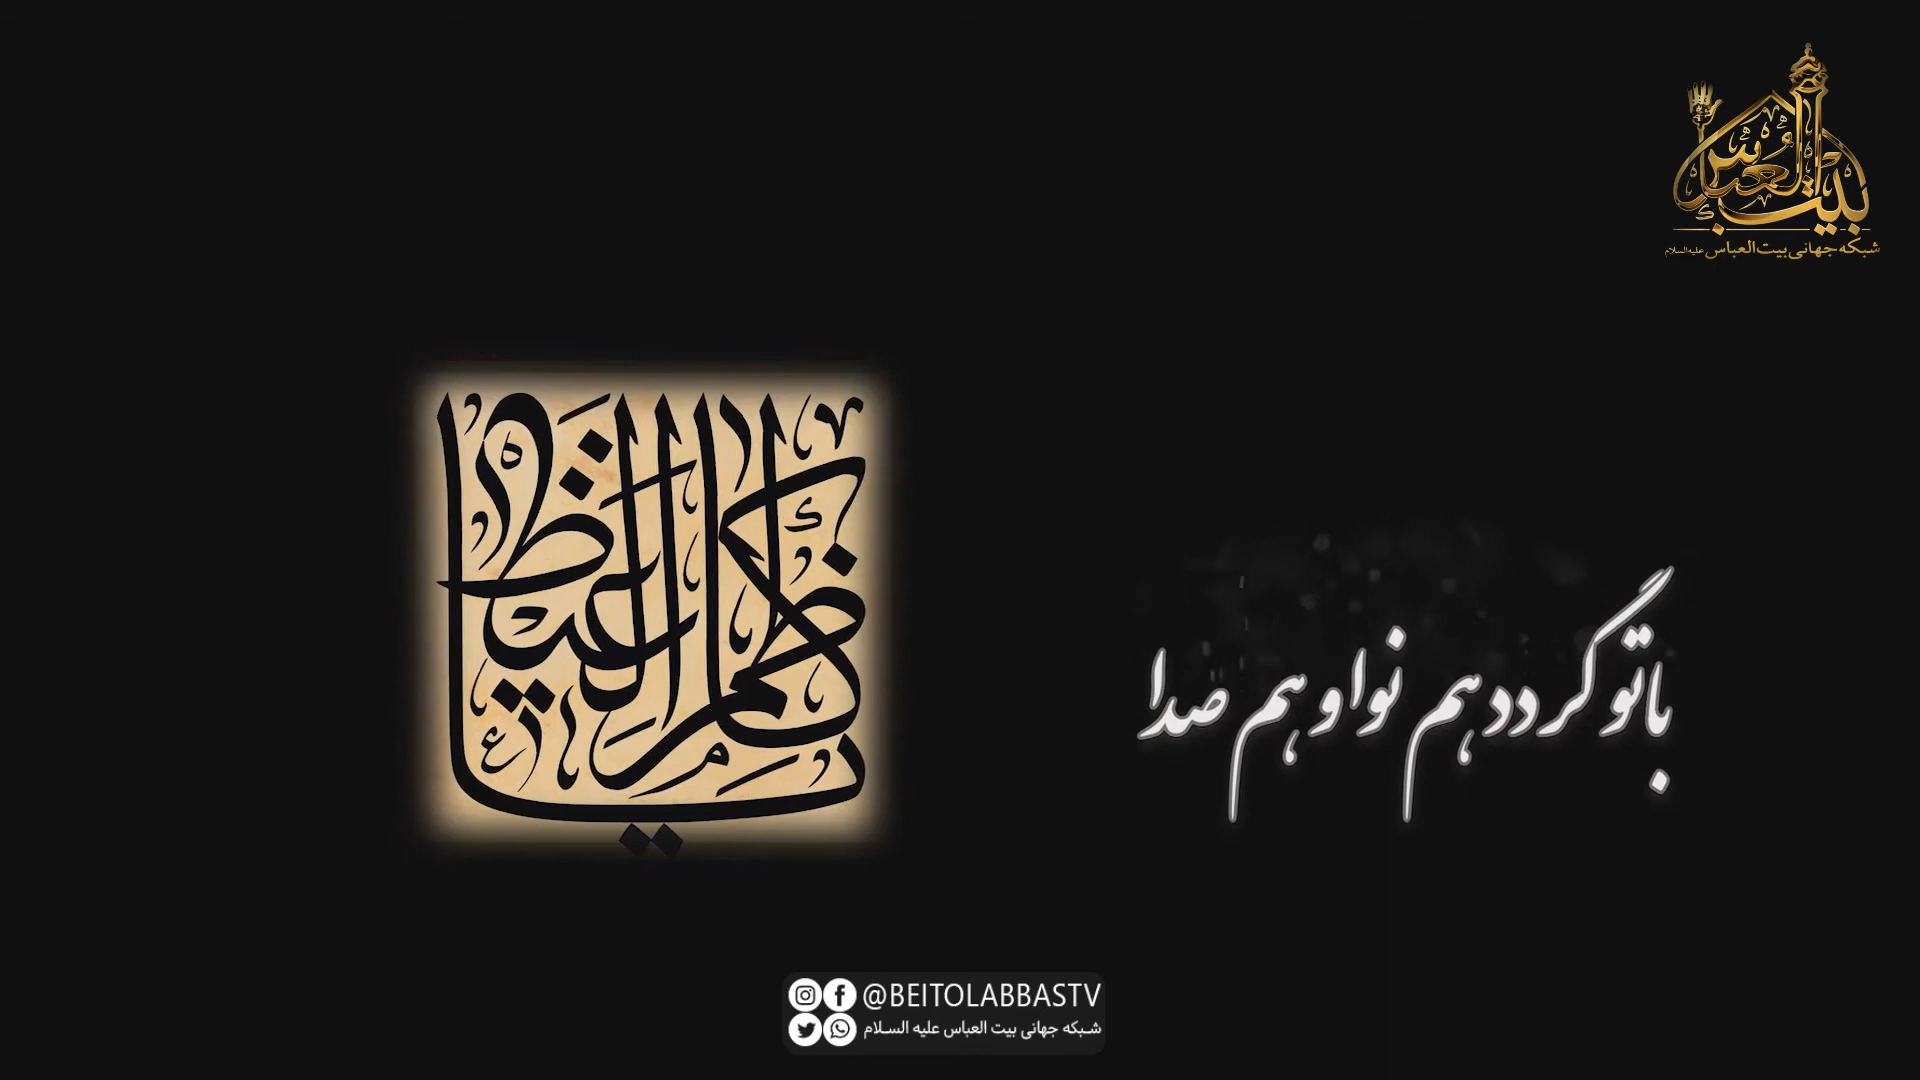 بیت العباس
شبکه جهانی بیت العباس علیه السلام
یا کاظم الغیظ
با تو گردد هم نوا و هم صدا
@BEITOLABBASTV
شبکه جهانی بیت العباس علیه السلام